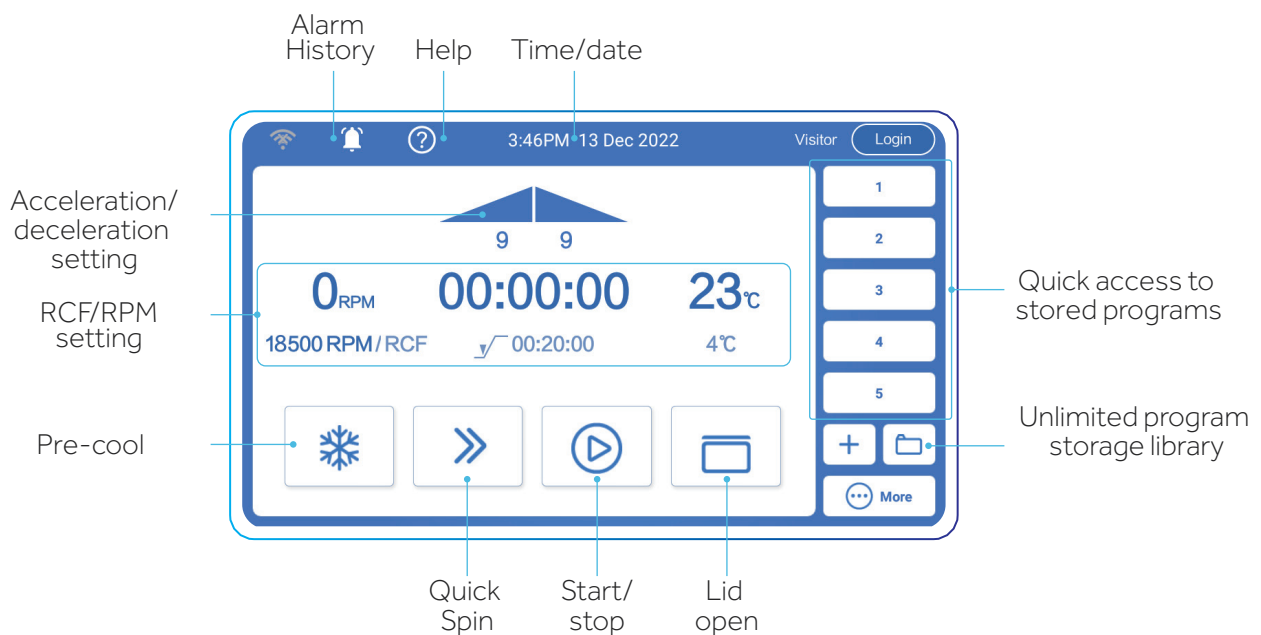 Alarm
History
Help
Time/date
3:46PM 13 Dec 2022
Visitor
Login
Acceleration/
deceleration
setting
9 9
RCF/RPM
setting
0 RPM 00:00:00 23℃
18500 RPM/RCF 00:20:00 4℃
1
2
3
4
5
Quick access to
stored programs
Pre-cool
Unlimited program
storage library
More
Quick
Spin
Start/
stop
Lid
open